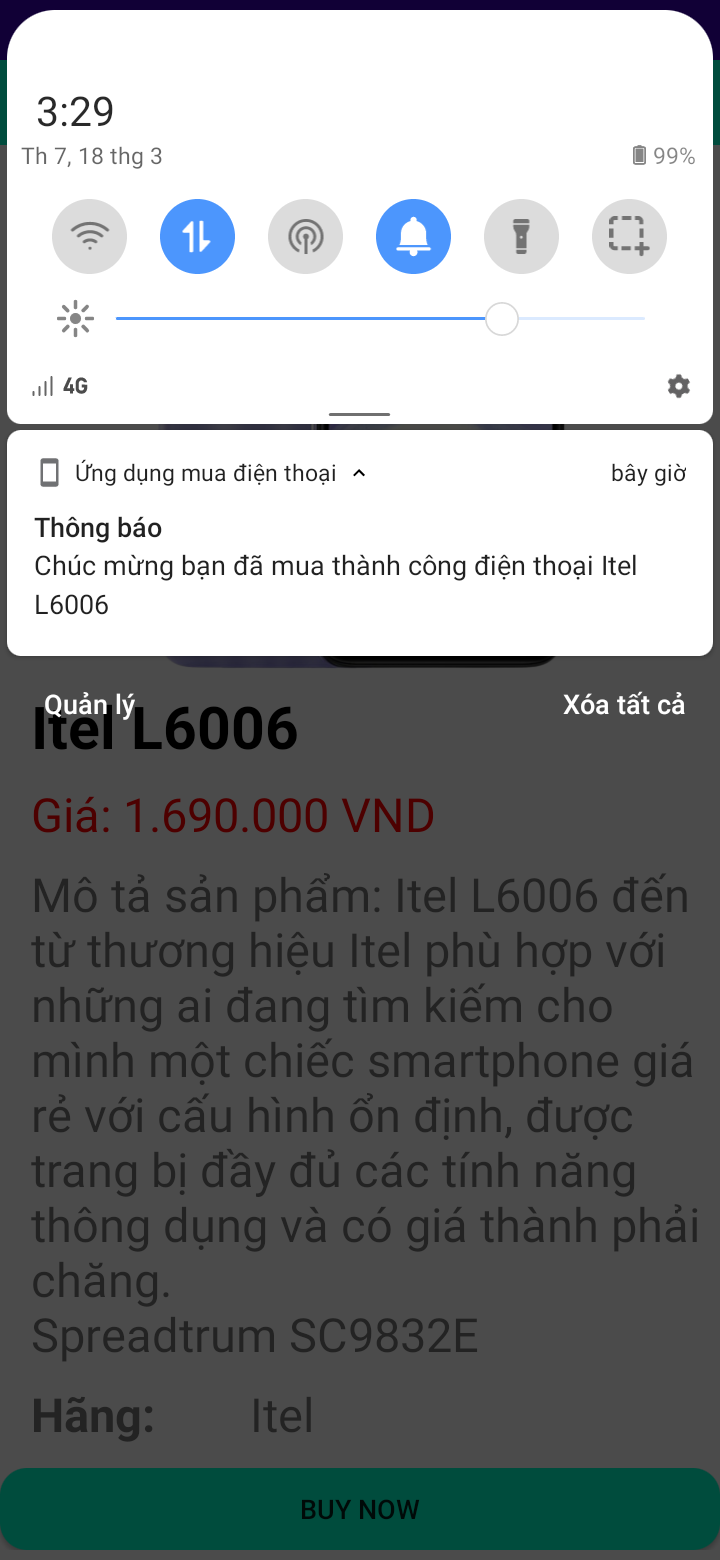 3:29
Th 7, 18 thg 3
99%
4G
Ứng dụng mua điện thoại
bây giờ
Thông báo
Chúc mừng bạn đã mua thành công điện thoại Itel
L6006
Quản lý
Xóa tất cả
Itel L6006
Giá: 1.690.000 VND
Mô tả sản phẩm: Itel L6006 đến
từ thương hiệu Itel phù hợp với
những ai đang tìm kiếm cho
mình một chiếc smartphone giá
rẻ với cấu hình ổn định, được
trang bị đầy đủ các tính năng
thông dụng và có giá thành phải
chăng.
Spreadtrum SC9832E
Hãng: Itel
BUY NOW